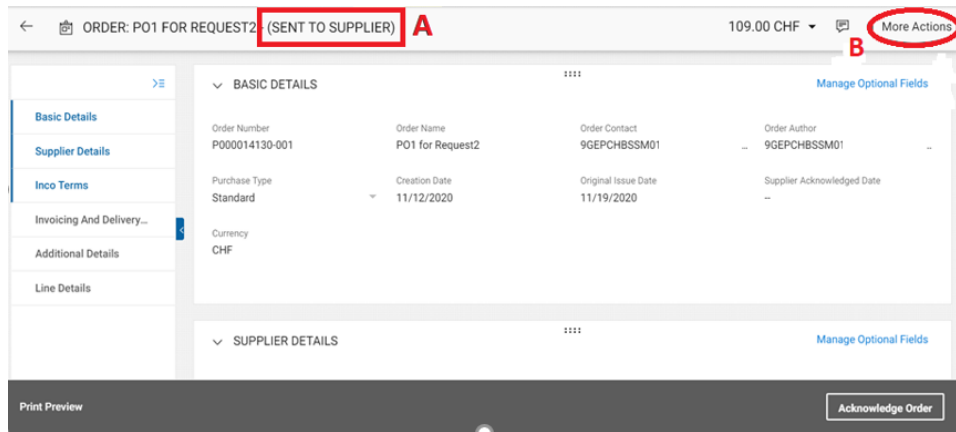 ORDER: PO1 FOR REQUEST2 - (SENT TO SUPPLIER) A 109.00 CHF More Actions
B
BASIC DETAILS Manage Optional Fields
Basic Details
Supplier Details
Inco Terms
Invoicing And Delivery...
Additional Details
Line Details
Order Number Order Name Order Contact Order Author
P000014130-001 PO1 for Request2 9GEPCHBSSM01 ... 9GEPCHBSSM01 ...
Purchase Type Creation Date Original Issue Date Supplier Acknowledged Date
Standard 11/12/2020 11/19/2020 --
Currency
CHF
SUPPLIER DETAILS Manage Optional Fields
Print Preview Acknowledge Order